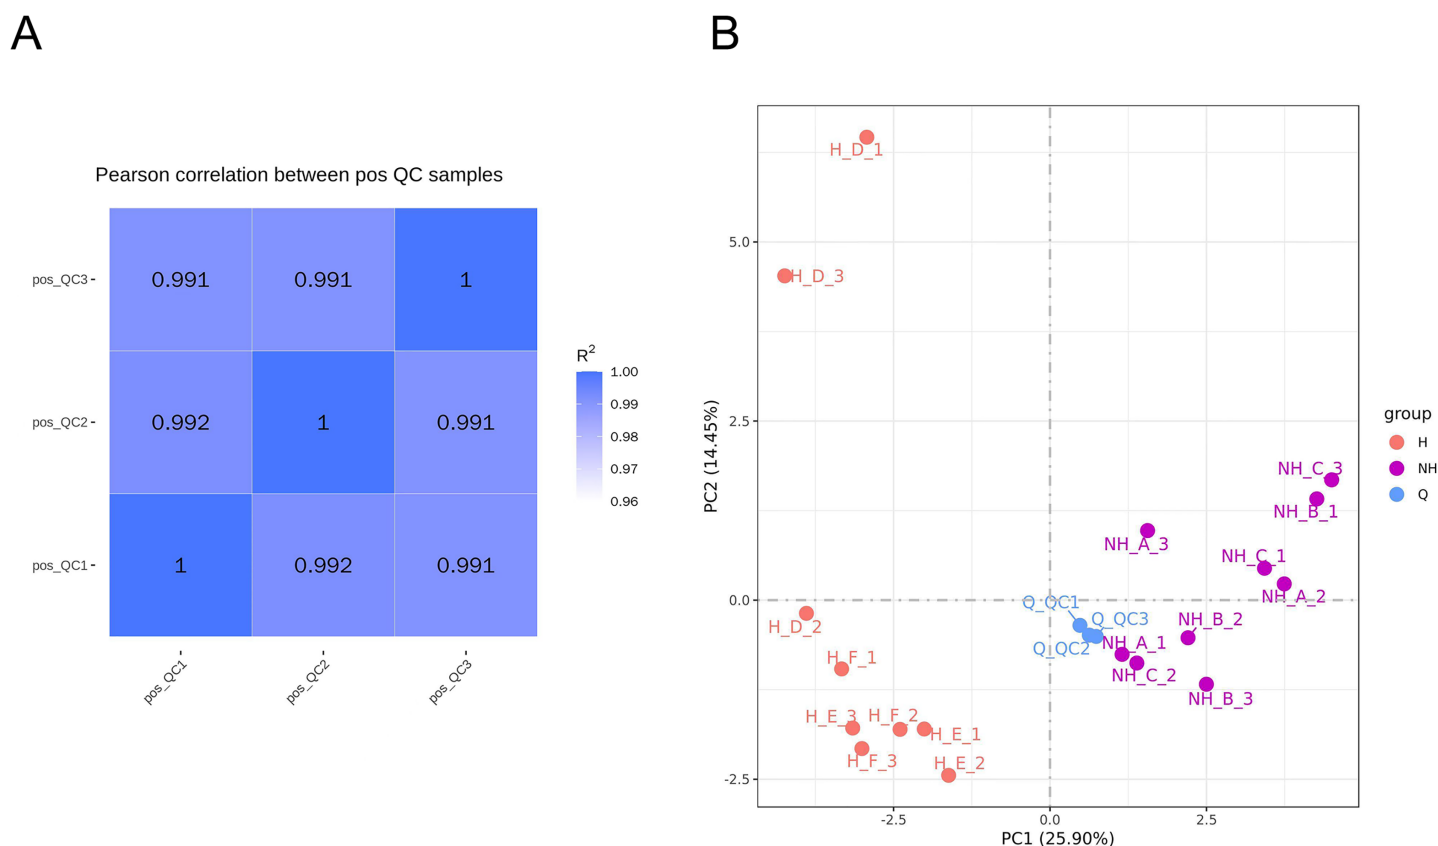 A
B
Pearson correlation between pos QC samples
pos_QC3
0.991
0.991
1
pos_QC2
0.992
1
0.991
pos_QC1
1
0.992
0.991
pos_QC1
pos_QC2
pos_QC3
R2
1.00
0.99
0.98
0.97
0.96
PC2 (14.45%)
5.0
2.5
0.0
-2.5
H_D_1
H_D_3
NH_C_3
NH_B_1
NH_A_3
NH_C_1
NH_A_2
Q_QC1
Q_QC3
NH_B_2
H_D_2
Q_QC2
NH_A_1
H_F_1
NH_C_2
NH_B_3
H_E_3
H_F_2
H_E_1
H_F_3
H_E_2
-2.5
0.0
2.5
PC1 (25.90%)
group
H
NH
Q